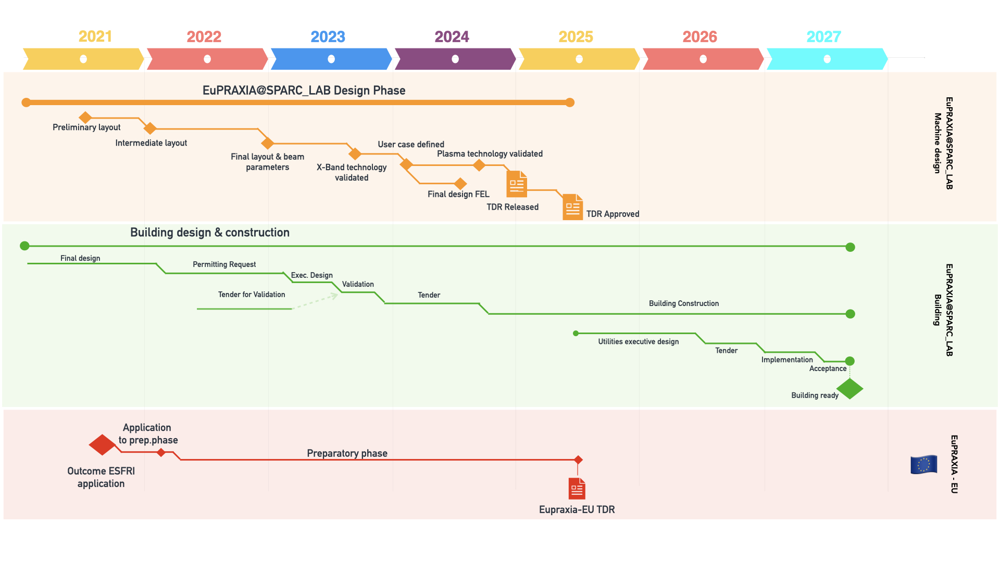 2021
2022
2023
2024
2025
2026
2027
EuPRAXIA@SPARC_LAB Design Phase
Preliminary layout
Intermediate layout
Final layout & beam
parameters
X-Band technology
validated
User case defined
Plasma technology validated
Final design FEL
TDR Released
TDR Approved
EuPRAXIA@SPARC_LAB
Machine design
Building design & construction
Final design
Permitting Request
Exec. Design
Validation
Tender for Validation
Tender
Building Construction
Utilities executive design
Tender
Implementation
Acceptance
Building ready
EuPRAXIA@SPARC_LAB
Building
Application
to prep.phase
Outcome ESFRI
application
Preparatory phase
Eupraxia-EU TDR
EuPRAXIA - EU